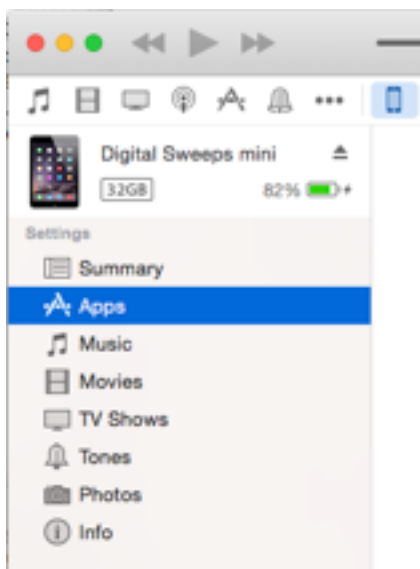 Digital Sweeps mini
32GB 82%
Settings
Summary
Apps
Music
Movies
TV Shows
Tones
Photos
Info